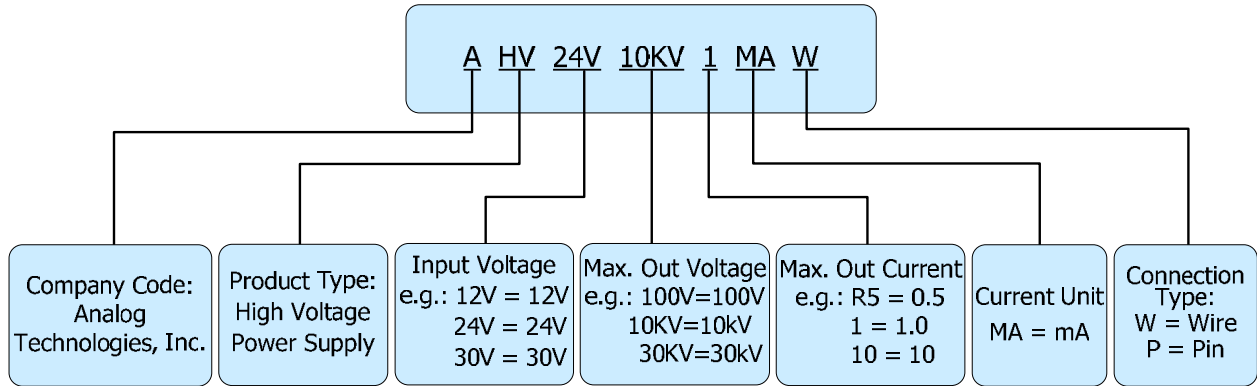 A HV 24V 10KV 1 MA W
Company Code:
Analog
Technologies, Inc.
Product Type:
High Voltage
Power Supply
Input Voltage
e.g.: 12V = 12V
24V = 24V
30V = 30V
Max. Out Voltage
e.g.: 100V=100V
10KV=10kV
30KV=30kV
Max. Out Current
e.g.: R5 = 0.5
1 = 1.0
10 = 10
Current Unit
MA = mA
Connection
Type:
W = Wire
P = Pin